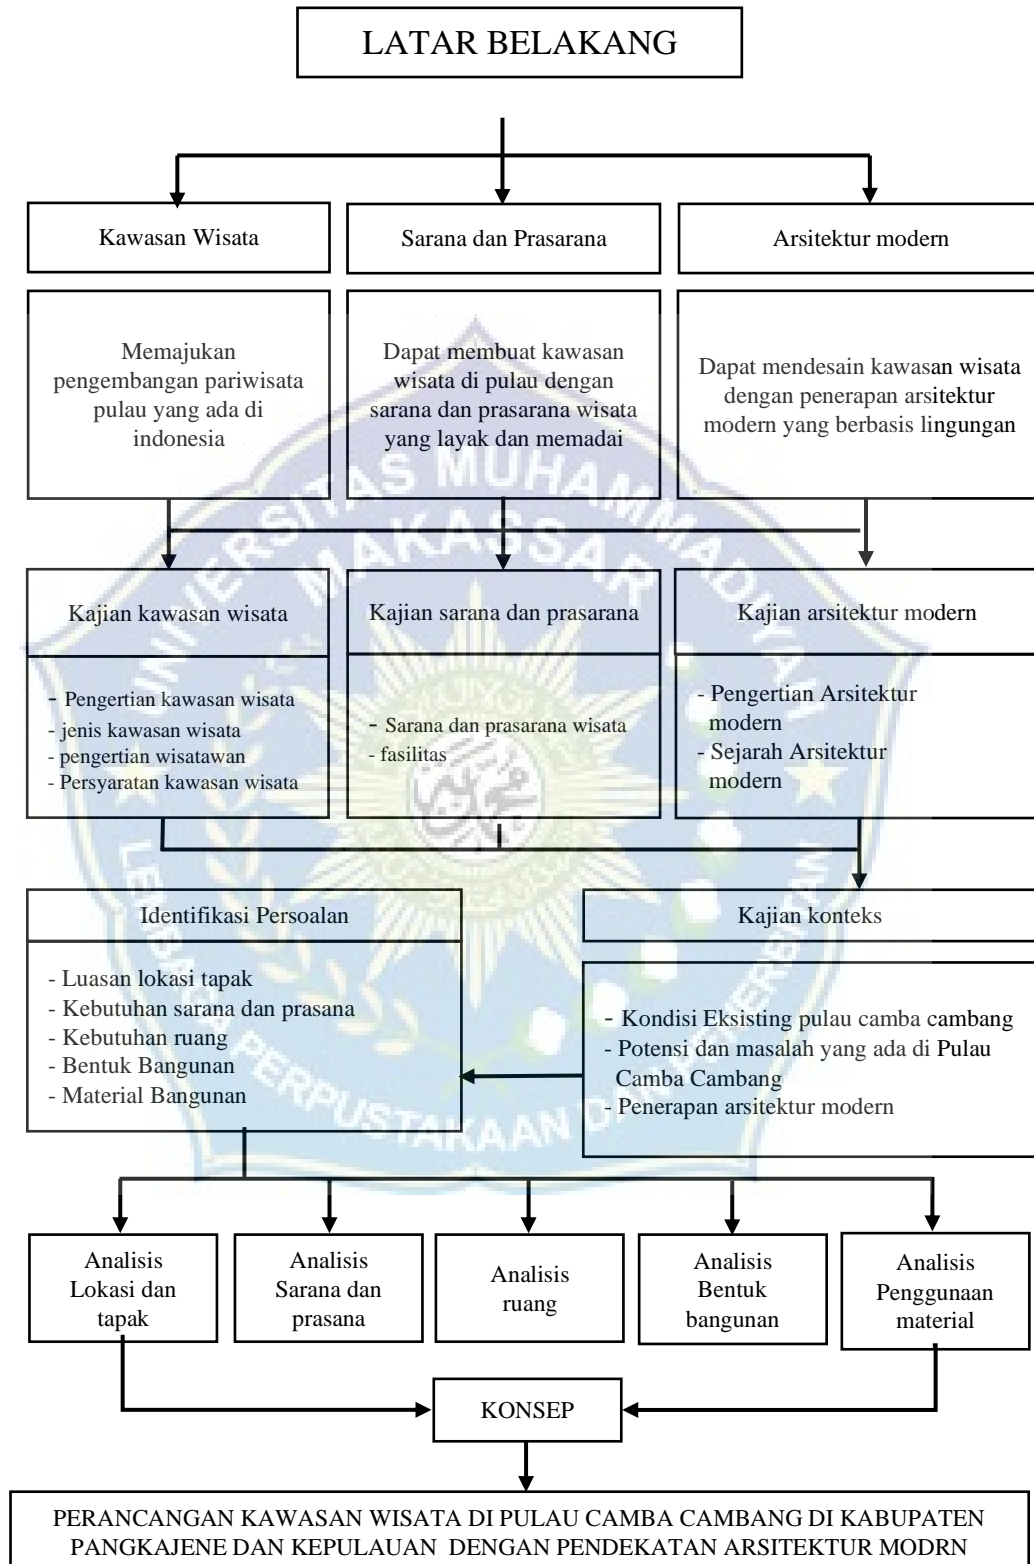 LATAR BELAKANG
Kawasan Wisata
Sarana dan Prasarana
Arsitektur modern
Memajukan
pengembangan pariwisata
pulau yang ada di
indonesia
Dapat membuat kawasan
wisata di pulau dengan
sarana dan prasarana wisata
yang layak dan memadai
Dapat mendesain kawasan wisata
dengan penerapan arsitektur
modern yang berbasis lingungan
Kajian kawasan wisata
Kajian sarana dan prasarana
Kajian arsitektur modern
- Pengertian kawasan wisata
- jenis kawasan wisata
- pengertian wisatawan
- Persyaratan kawasan wisata
- Sarana dan prasarana wisata
- fasilitas
- Pengertian Arsitektur
modern
- Sejarah Arsitektur
modern
Identifikasi Persoalan
- Luasan lokasi tapak
- Kebutuhan sarana dan prasana
- Kebutuhan ruang
- Bentuk Bangunan
- Material Bangunan
Kajian konteks
- Kondisi Eksisting pulau camba cambang
- Potensi dan masalah yang ada di Pulau
Camba Cambang
- Penerapan arsitektur modern
Analisis
Lokasi dan
tapak
Analisis
Sarana dan
prasana
Analisis
ruang
Analisis
Bentuk
bangunan
Analisis
Penggunaan
material
KONSEP
PERANCANGAN KAWASAN WISATA DI PULAU CAMBA CAMBANG DI KABUPATEN
PANGKAJENE DAN KEPULAUAN DENGAN PENDEKATAN ARSITEKTUR MODRN
UNIVERSITAS MUHAMMADIYAH
MAKASSAR
LEMBAGA PERPUSTAKAAN DAN PENERBITAN